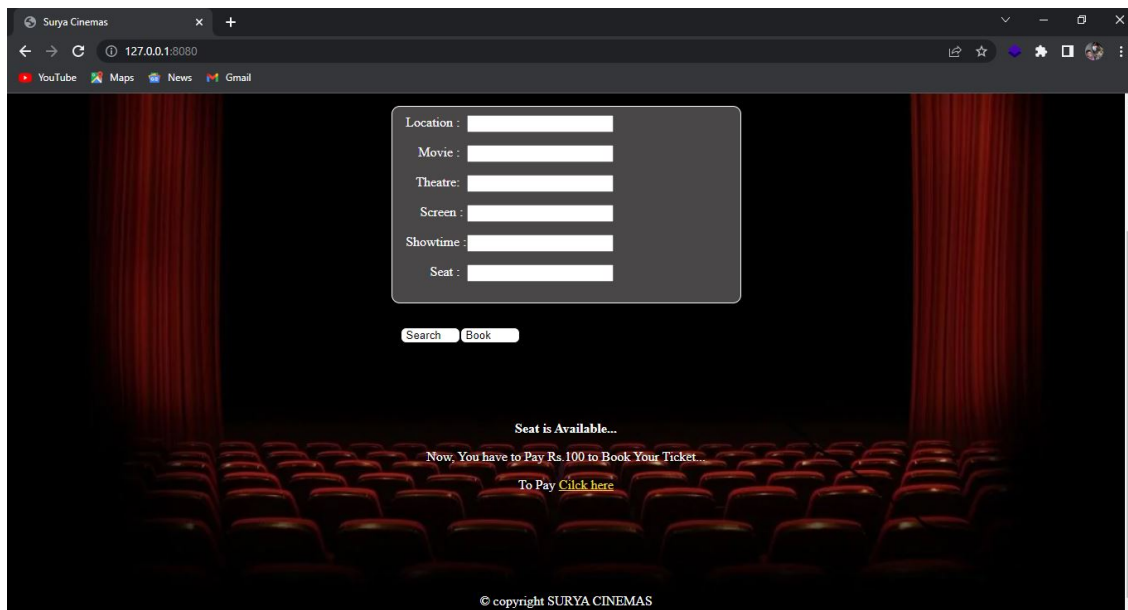 Surya Cinemas
127.0.0.1:8080
YouTube Maps News Gmail
Location :
Movie :
Theatre:
Screen :
Showtime :
Seat :
Search Book
Seat is Available...
Now, You have to Pay Rs.100 to Book Your Ticket...
To Pay Cilck here
© copyright SURYA CINEMAS